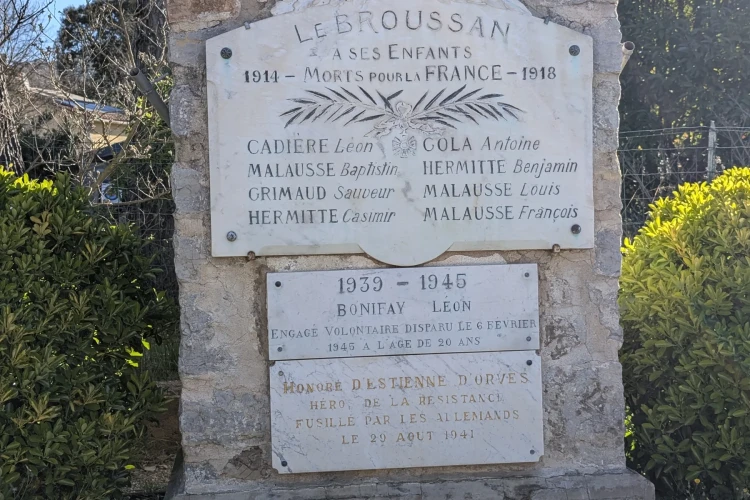 LE BROUSSAN
À SES ENFANTS
1914 - MORTS POUR LA FRANCE - 1918
CADIÈRE Léon
MALAUSSE Baptistin
GRIMAUD Sauveur
HERMITTE Casimir
COLA Antoine
HERMITTE Benjamin
MALAUSSE Louis
MALAUSSE François
1939 - 1945
BONIFAY LÉON
ENGAGÉ VOLONTAIRE DISPARU LE 6 FÉVRIER
1945 A L'AGE DE 20 ANS
HONORÉ D'ESTIENNE D'ORVES
HÉRO, DE LA RÉSISTANCE
FUSILLÉ PAR LES ALLEMANDS
LE 29 AOUT 1941